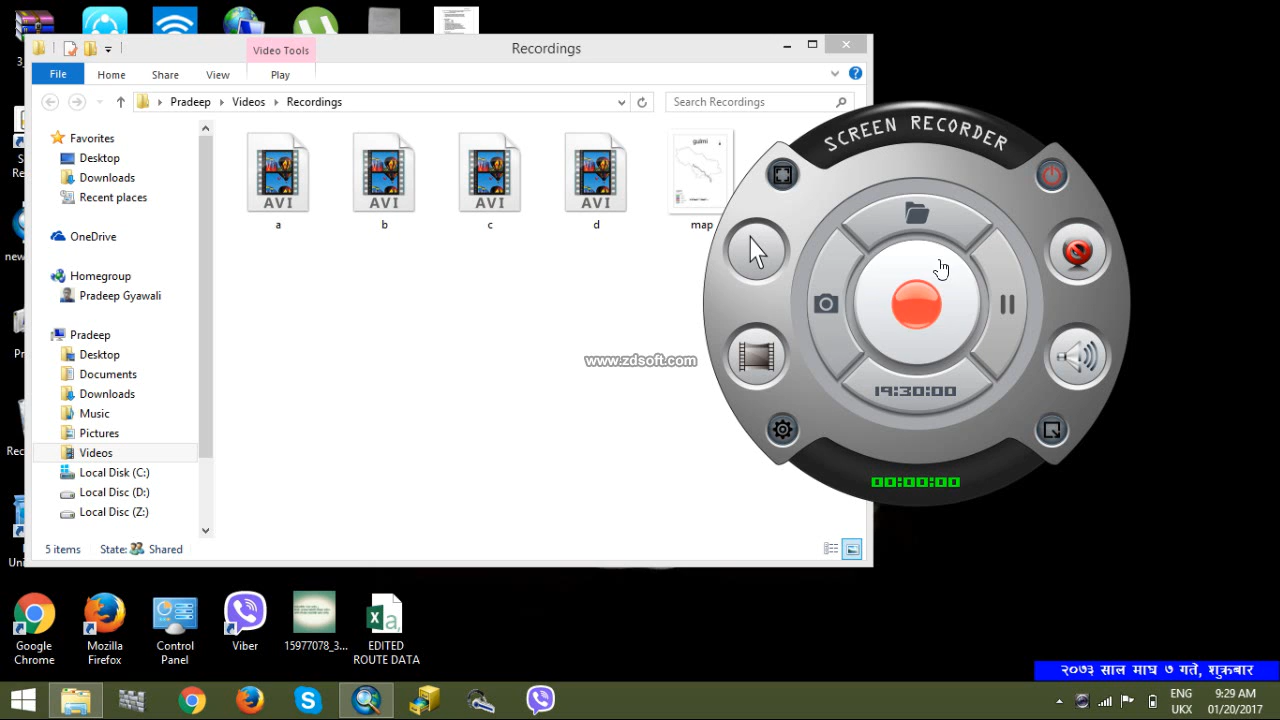 Recordings
Video Tools
File
Home
Share
View
Play
Pradeep
Videos
Recordings
Search Recordings
Favorites
Desktop
Downloads
Recent places
OneDrive
Homegroup
Pradeep Gyawali
Pradeep
Desktop
Documents
Downloads
Music
Pictures
Videos
Local Disk (C:)
Local Disc (D:)
Local Disc (Z:)
AVI
AVI
AVI
AVI
gulmi
a
b
c
d
map
www.zdsoft.com
SCREEN RECORDER
19:30:00
00:00:00
5 items
State:
Shared
Google
Chrome
Mozilla
Firefox
Control
Panel
Viber
15977078_3...
EDITED
ROUTE DATA
२०७३ साल माघ ७ गते, शुक्रबार
ENG
UKX
9:29 AM
01/20/2017